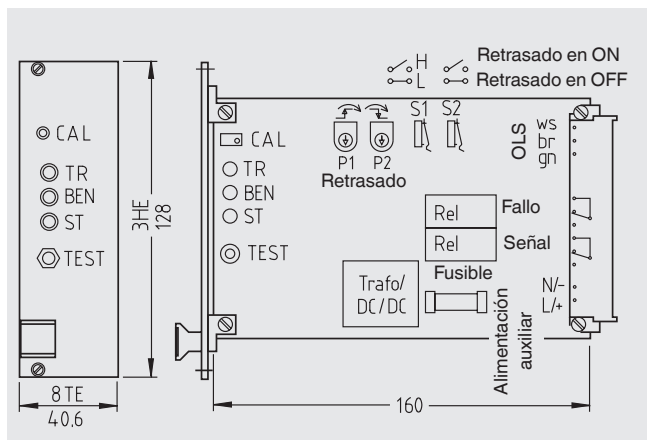 CAL
TR
BEN
ST
TEST
3HE
128
8 TE
40,6
H
L
Retrasado en ON
Retrasado en OFF
S1
S2
CAL
P1
P2
Retrasado
TR
BEN
ST
TEST
OLS
ws
br
gn
Rel
Fallo
Rel
Señal
Trafo/
DC/DC
Fusible
Alimentación
auxiliar
N/-
L/+
160